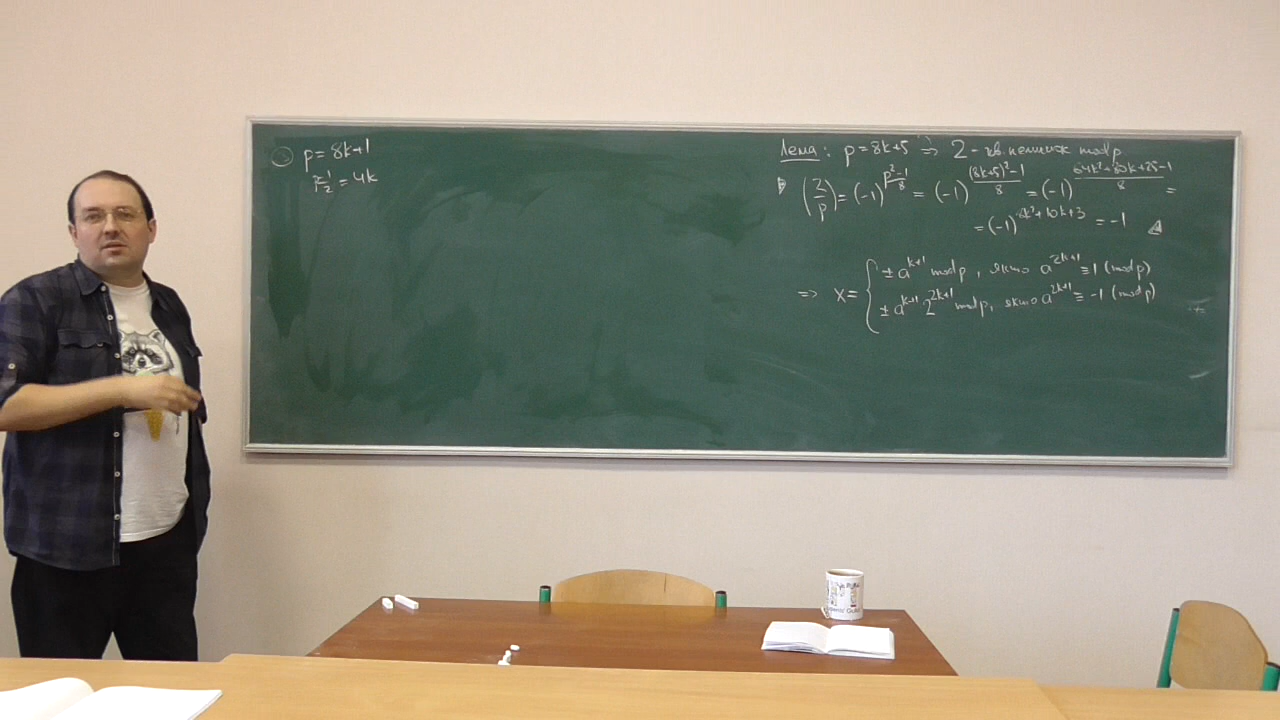 ③ p = 8k+1
(p-1)/2 = 4k
Лема: p = 8k+5 ⇒ 2 - кв. нелишок mod p
▷ (2/p) = (-1)^((p²-1)/8) = (-1)^(((8k+5)²-1)/8) = (-1)^((64k²+80k+25-1)/8) =
= (-1)^(8k²+10k+3) = -1
⇒ x = { ± a^(k+1) mod p, якщо a^(2k+1) ≡ 1 (mod p)
± a^(k+1) 2^(2k+1) mod p, якщо a^(2k+1) ≡ -1 (mod p)